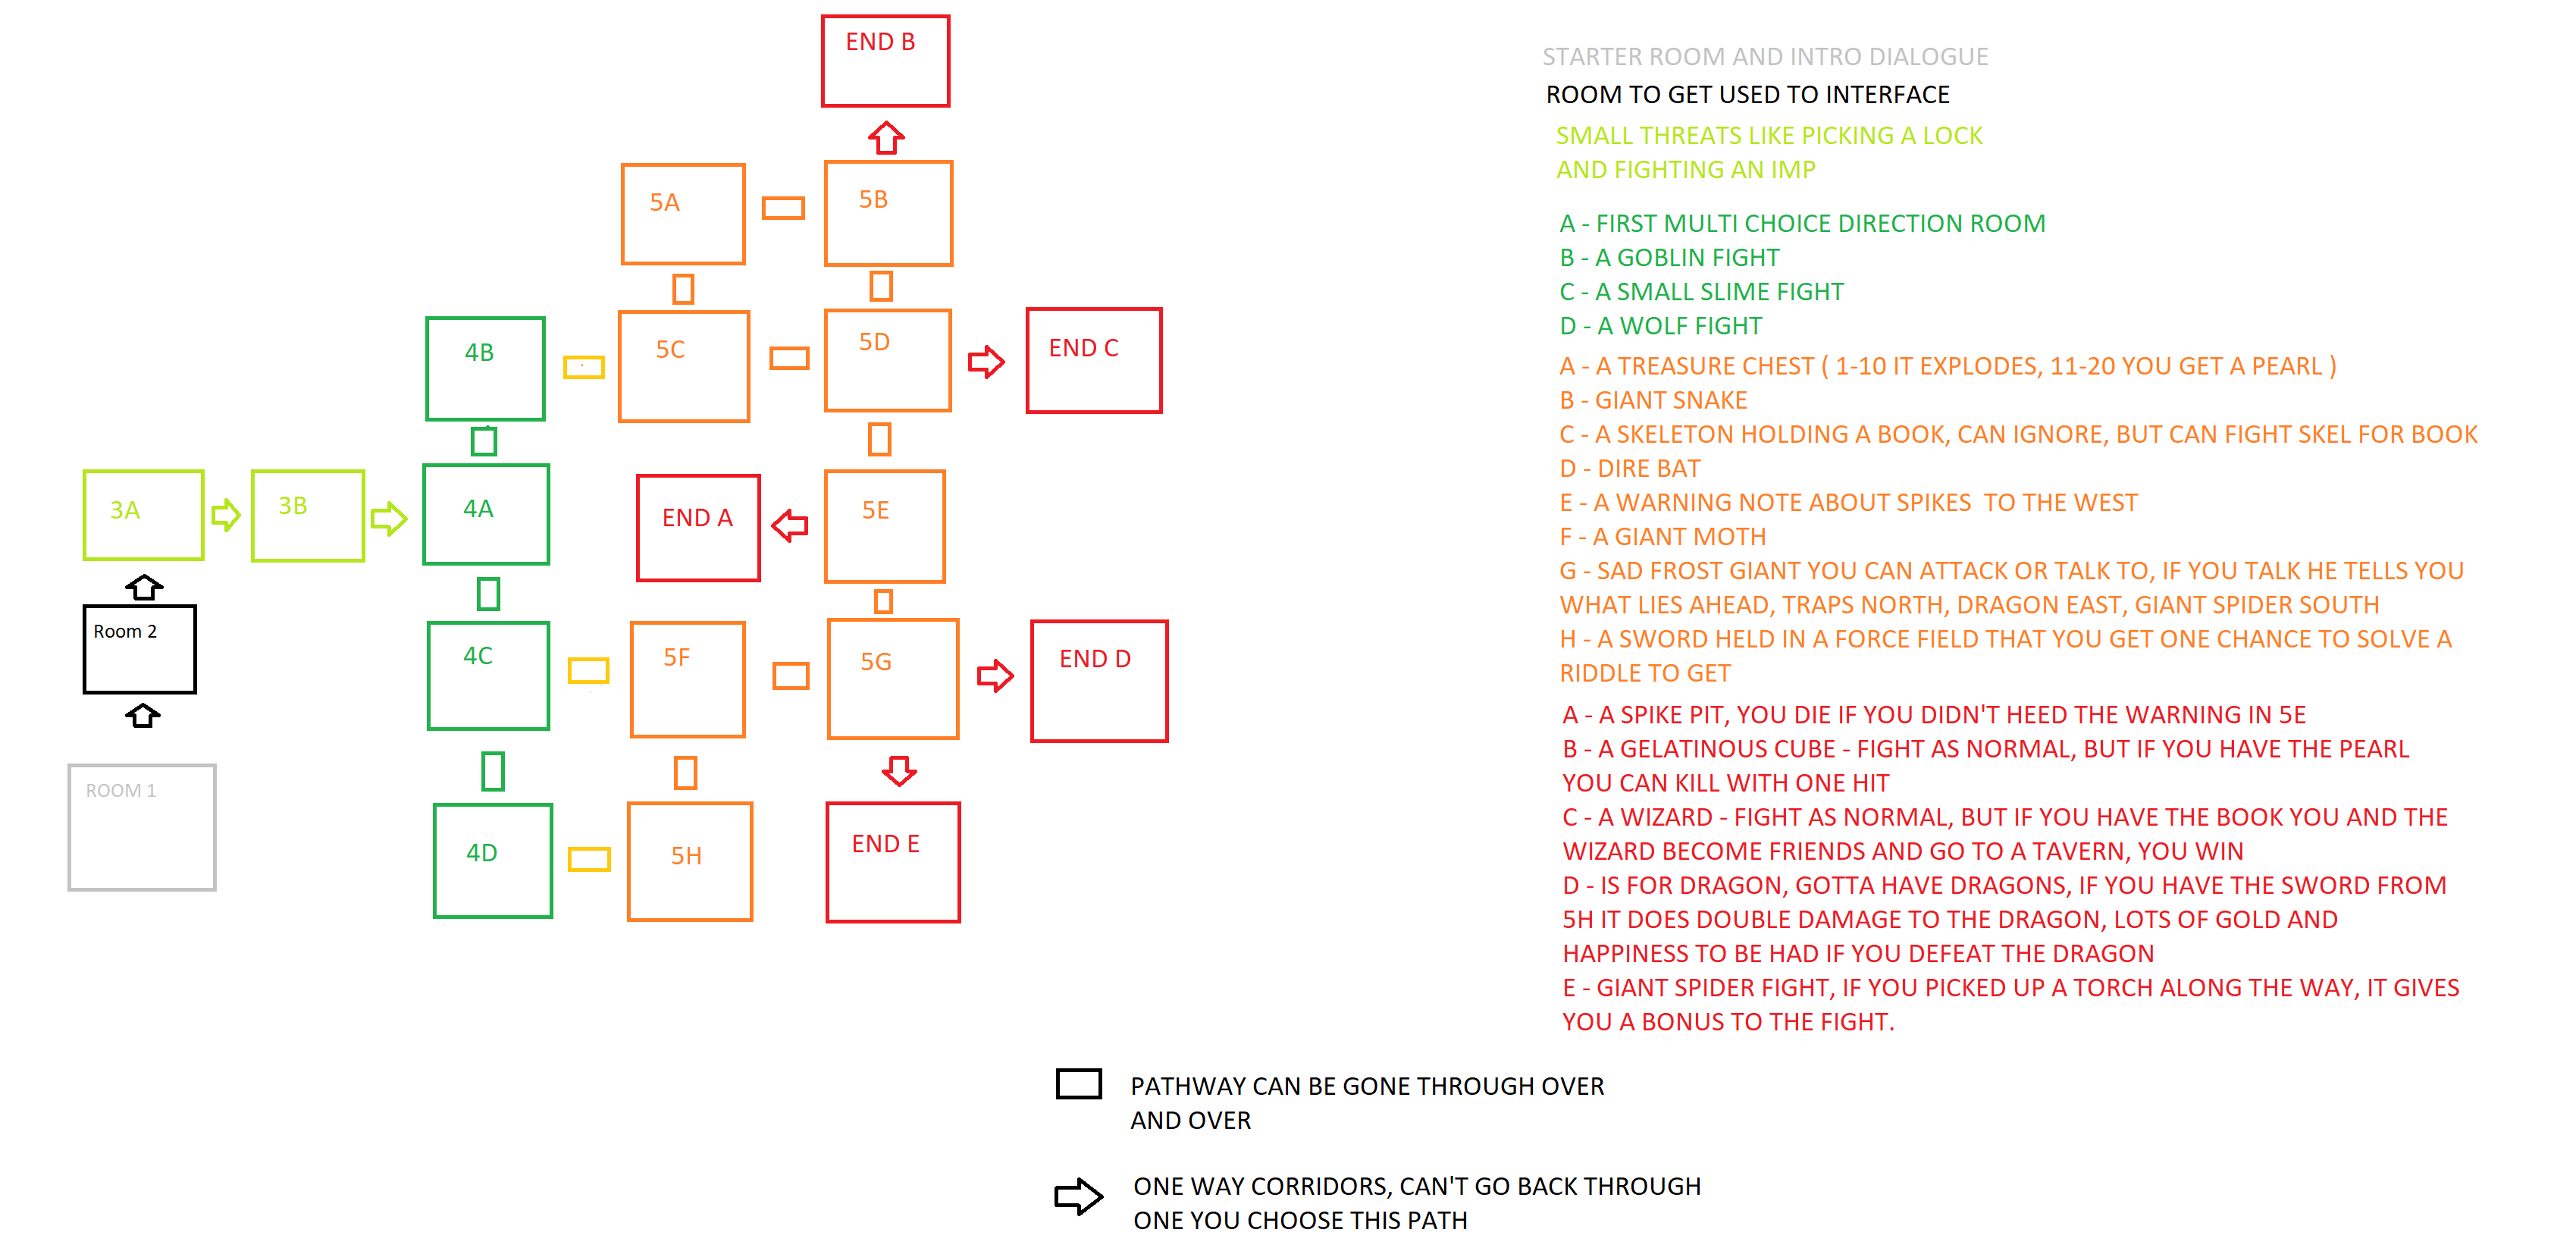 END B
5A
5B
4B
5C
5D
END C
3A
3B
4A
END A
5E
Room 2
4C
5F
5G
END D
ROOM 1
4D
5H
END E
STARTER ROOM AND INTRO DIALOGUE
ROOM TO GET USED TO INTERFACE
SMALL THREATS LIKE PICKING A LOCK
AND FIGHTING AN IMP
A - FIRST MULTI CHOICE DIRECTION ROOM
B - A GOBLIN FIGHT
C - A SMALL SLIME FIGHT
D - A WOLF FIGHT
A - A TREASURE CHEST ( 1-10 IT EXPLODES, 11-20 YOU GET A PEARL )
B - GIANT SNAKE
C - A SKELETON HOLDING A BOOK, CAN IGNORE, BUT CAN FIGHT SKEL FOR BOOK
D - DIRE BAT
E - A WARNING NOTE ABOUT SPIKES  TO THE WEST
F - A GIANT MOTH
G - SAD FROST GIANT YOU CAN ATTACK OR TALK TO, IF YOU TALK HE TELLS YOU
WHAT LIES AHEAD, TRAPS NORTH, DRAGON EAST, GIANT SPIDER SOUTH
H - A SWORD HELD IN A FORCE FIELD THAT YOU GET ONE CHANCE TO SOLVE A
RIDDLE TO GET
A - A SPIKE PIT, YOU DIE IF YOU DIDN'T HEED THE WARNING IN 5E
B - A GELATINOUS CUBE - FIGHT AS NORMAL, BUT IF YOU HAVE THE PEARL
YOU CAN KILL WITH ONE HIT
C - A WIZARD - FIGHT AS NORMAL, BUT IF YOU HAVE THE BOOK YOU AND THE
WIZARD BECOME FRIENDS AND GO TO A TAVERN, YOU WIN
D - IS FOR DRAGON, GOTTA HAVE DRAGONS, IF YOU HAVE THE SWORD FROM
5H IT DOES DOUBLE DAMAGE TO THE DRAGON, LOTS OF GOLD AND
HAPPINESS TO BE HAD IF YOU DEFEAT THE DRAGON
E - GIANT SPIDER FIGHT, IF YOU PICKED UP A TORCH ALONG THE WAY, IT GIVES
YOU A BONUS TO THE FIGHT.
PATHWAY CAN BE GONE THROUGH OVER
AND OVER
ONE WAY CORRIDORS, CAN'T GO BACK THROUGH
ONE YOU CHOOSE THIS PATH